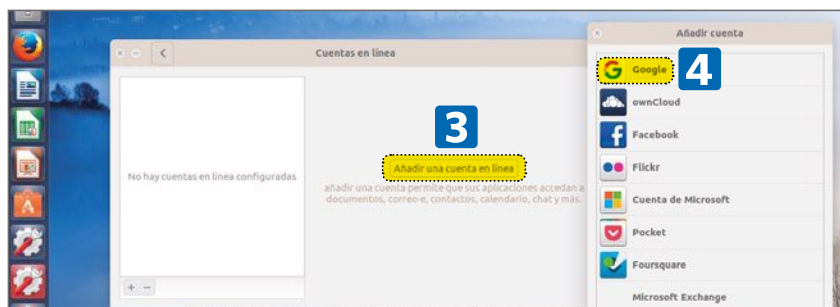 Cuentas en línea
No hay cuentas en línea configuradas
3
Añadir una cuenta en línea
añadir una cuenta permite que sus aplicaciones accedan a
documentos, correo-e, contactos, calendario, chat y más.
Añadir cuenta
Google
4
ownCloud
Facebook
Flickr
Cuenta de Microsoft
Pocket
Foursquare
Microsoft Exchange